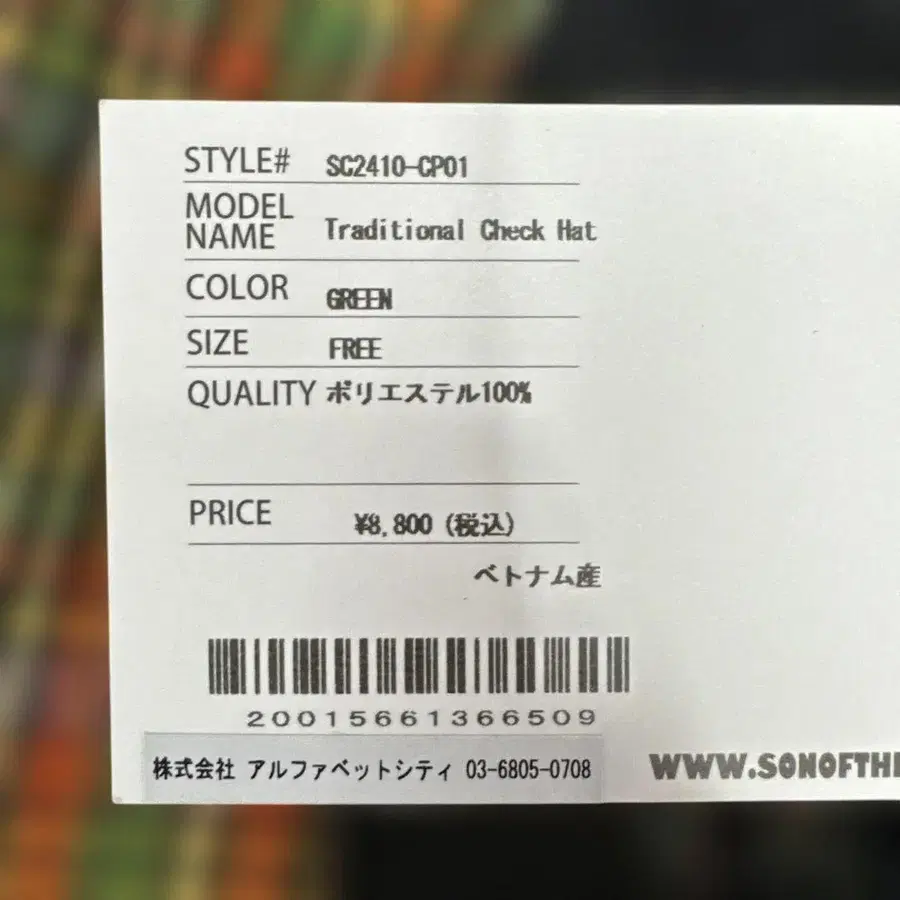 STYLE# SC2410-CP01
MODEL NAME Traditional Check Hat
COLOR GREEN
SIZE FREE
QUALITY ポリエステル100%
PRICE ¥8,800 (税込)
ベトナム産
20015661366509
株式会社 アルファベットシティ 03-6805-0708
WWW.SONOFTHE